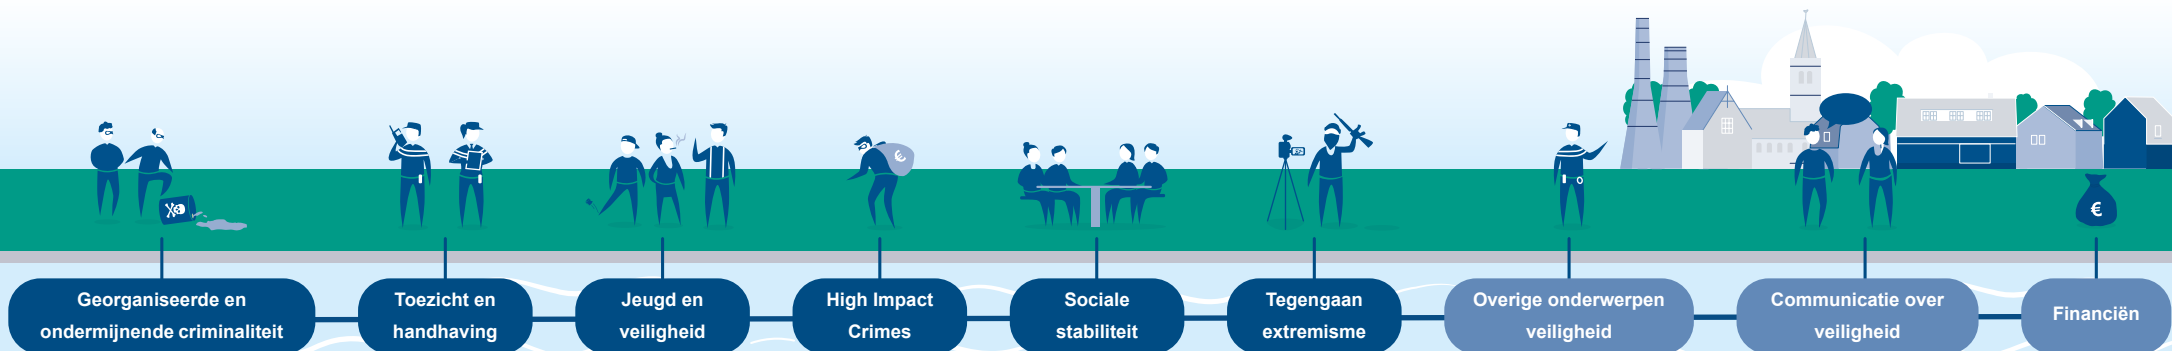 €
€
Georganiseerde en
ondermijnende criminaliteit
Toezicht en
handhaving
Jeugd en
veiligheid
High Impact
Crimes
Sociale
stabiliteit
Tegengaan
extremisme
Overige onderwerpen
veiligheid
Communicatie over
veiligheid
Financiën